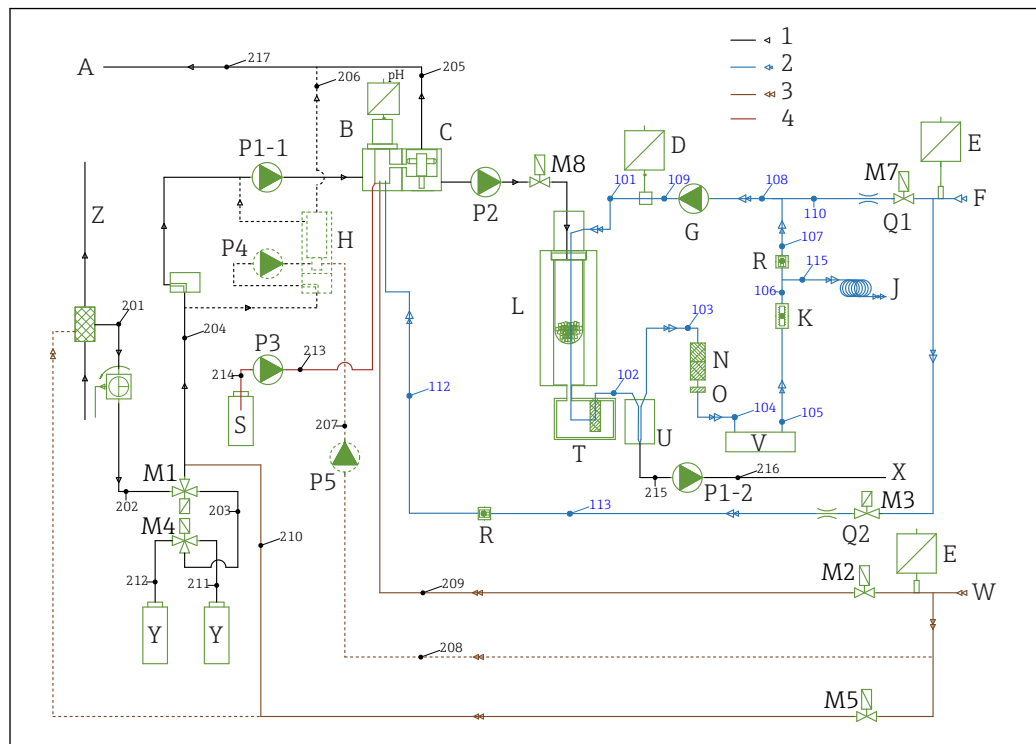 1
2
3
4
A
217
206
205
pH
B
C
P1-1
P2
M8
D
101
109
108
G
E
M7
110
Q1
F
Z
P4
H
107
R
115
106
J
K
201
204
L
P3
213
214
S
103
N
102
O
112
104
105
T
U
V
207
P5
M1
202
203
M4
210
215
P1-2
216
X
R
113
Q2
M3
E
212
211
209
M2
W
Y
Y
208
M5